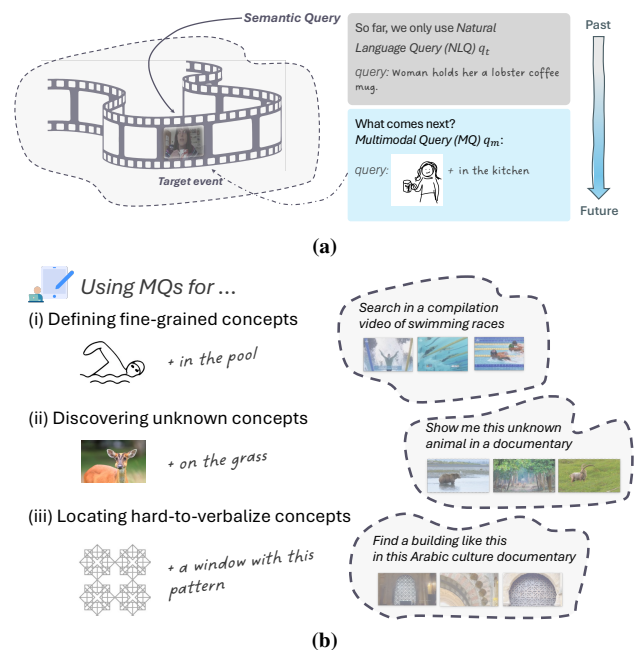 Semantic Query
Target event
So far, we only use Natural
Language Query (NLQ) qt
query: Woman holds her a lobster coffee
mug.
What comes next?
Multimodal Query (MQ) qm:
query: + in the kitchen
Past
Future
(a)
Using MQs for ...
(i) Defining fine-grained concepts
+ in the pool
Search in a compilation
video of swimming races
(ii) Discovering unknown concepts
+ on the grass
Show me this unknown
animal in a documentary
(iii) Locating hard-to-verbalize concepts
+ a window with this
pattern
Find a building like this
in this Arabic culture documentary
(b)